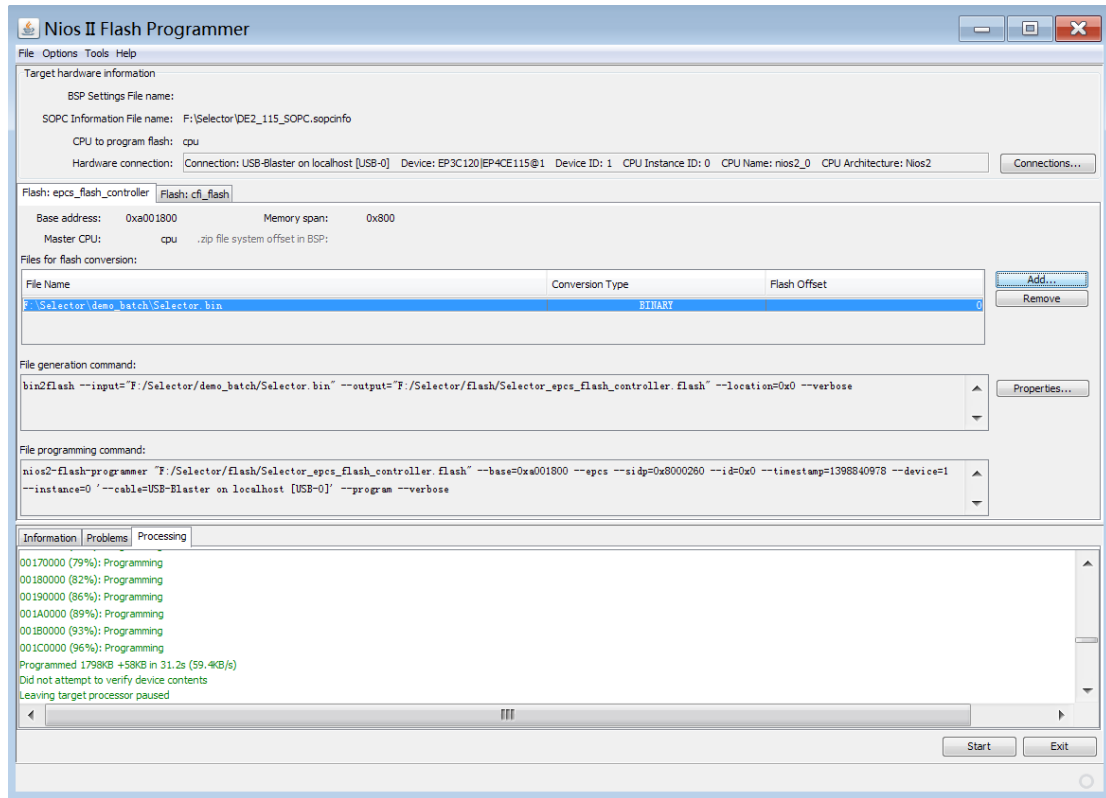 Nios II Flash Programmer
File Options Tools Help
Target hardware information
BSP Settings File name:
SOPC Information File name: F:\Selector\DE2_115_SOPC.sopcinfo
CPU to program flash: cpu
Hardware connection: Connection: USB-Blaster on localhost [USB-0] Device: EP3C120|EP4CE115@1 Device ID: 1 CPU Instance ID: 0 CPU Name: nios2_0 CPU Architecture: Nios2 Connections...
Flash: epcs_flash_controller Flash: cfi_flash
Base address: 0xa001800 Memory span: 0x800
Master CPU: cpu .zip file system offset in BSP:
Files for flash conversion:
File Name Conversion Type Flash Offset Add...
F:\Selector\demo_batch\Selector.bin BINARY 0 Remove
File generation command:
bin2flash --input="F:/Selector/demo_batch/Selector.bin" --output="F:/Selector/flash/Selector_epcs_flash_controller.flash" --location=0x0 --verbose Properties...
File programming command:
nios2-flash-programmer "F:/Selector/flash/Selector_epcs_flash_controller.flash" --base=0xa001800 --epcs --sidp=0x8000260 --id=0x0 --timestamp=1398840978 --device=1
--instance=0 '--cable=USB-Blaster on localhost [USB-0]' --program --verbose
Information Problems Processing
00170000 (79%): Programming
00180000 (82%): Programming
00190000 (86%): Programming
001A0000 (89%): Programming
001B0000 (93%): Programming
001C0000 (96%): Programming
Programmed 1798KB +58KB in 31.2s (59.4KB/s)
Did not attempt to verify device contents
Leaving target processor paused
Start Exit